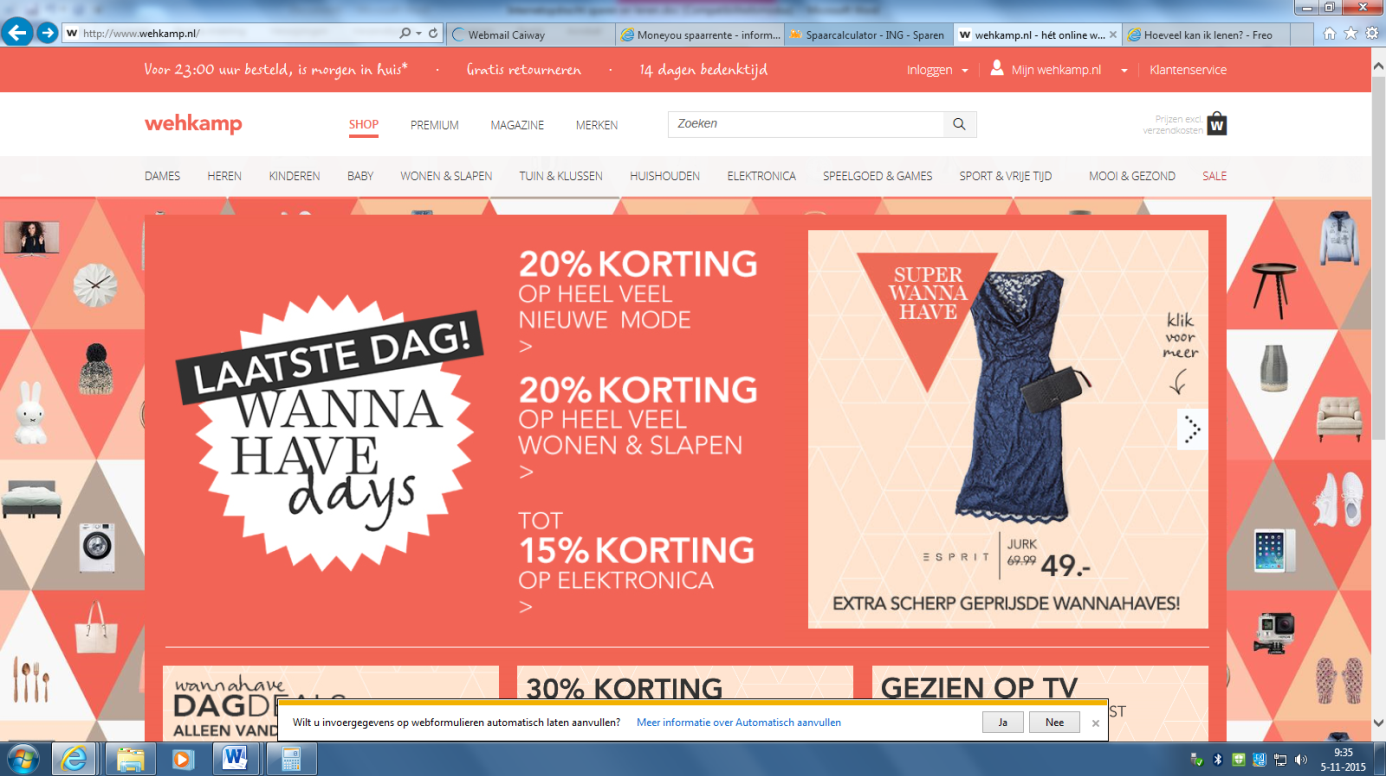 http://www.wehkamp.nl/
Webmail Caiway
Moneyou spaarrente - inform...
Spaarcalculator - ING - Sparen
wehkamp.nl - hét online w...
Hoeveel kan ik lenen? - Freo
Voor 23:00 uur besteld, is morgen in huis* · Gratis retourneren · 14 dagen bedenktijd
Inloggen
Mijn wehkamp.nl
Klantenservice
wehkamp
SHOP
PREMIUM
MAGAZINE
MERKEN
Zoeken
Prijzen excl.
verzendkosten
w
DAMES
HEREN
KINDEREN
BABY
WONEN & SLAPEN
TUIN & KLUSSEN
HUISHOUDEN
ELEKTRONICA
SPEELGOED & GAMES
SPORT & VRIJE TIJD
MOOI & GEZOND
SALE
LAATSTE DAG!
WANNA
HAVE
days
20% KORTING
OP HEEL VEEL
NIEUWE MODE
>
20% KORTING
OP HEEL VEEL
WONEN & SLAPEN
>
TOT
15% KORTING
OP ELEKTRONICA
>
SUPER
WANNA
HAVE
klik
voor
meer
ESPRIT
JURK
69.99 49.-
EXTRA SCHERP GEPRIJSDE WANNAHAVES!
wannahave
DAGDEALS
ALLEEN VAND
30% KORTING
GEZIEN OP TV
ST
Wilt u invoergegevens op webformulieren automatisch laten aanvullen?
Meer informatie over Automatisch aanvullen
Ja
Nee
9:35
5-11-2015